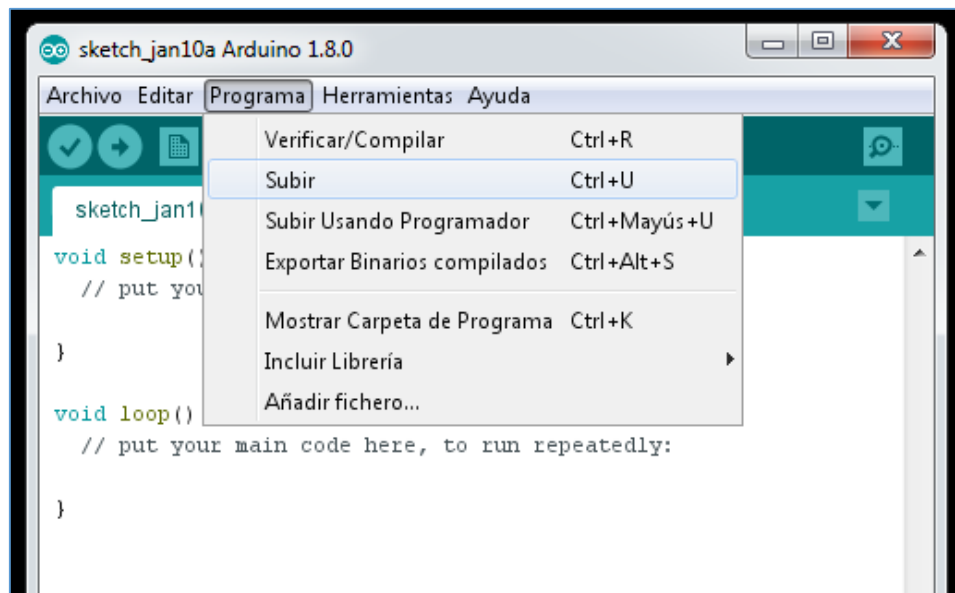 sketch_jan10a Arduino 1.8.0
Archivo Editar Programa Herramientas Ayuda
Verificar/Compilar Ctrl+R
Subir Ctrl+U
Subir Usando Programador Ctrl+Mayús+U
Exportar Binarios compilados Ctrl+Alt+S
Mostrar Carpeta de Programa Ctrl+K
Incluir Librería
Añadir fichero...
sketch_jan1
void setup()
// put you
}
void loop()
// put your main code here, to run repeatedly:
}